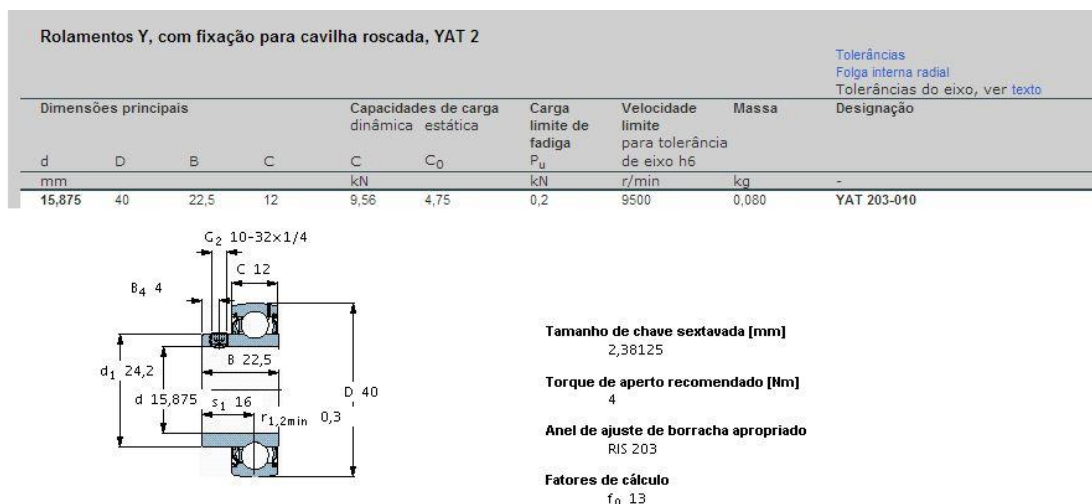 Rolamentos Y, com fixação para cavilha roscada, YAT 2
Tolerâncias
Folga interna radial
Tolerâncias do eixo, ver texto
Dimensões principais Capacidades de carga Carga Velocidade Massa Designação
dinâmica estática limite de limite
fadiga para tolerância
d D B C C C0 Pu de eixo h6
mm kN kN r/min kg -
15,875 40 22,5 12 9,56 4,75 0,2 9500 0,080 YAT 203-010
G2 10-32×1/4
C 12
B4 4
B 22,5
d1 24,2
D 40
d 15,875 s1 16
r1,2min 0,3
Tamanho de chave sextavada [mm]
2,38125
Torque de aperto recomendado [Nm]
4
Anel de ajuste de borracha apropriado
RIS 203
Fatores de cálculo
f0 13